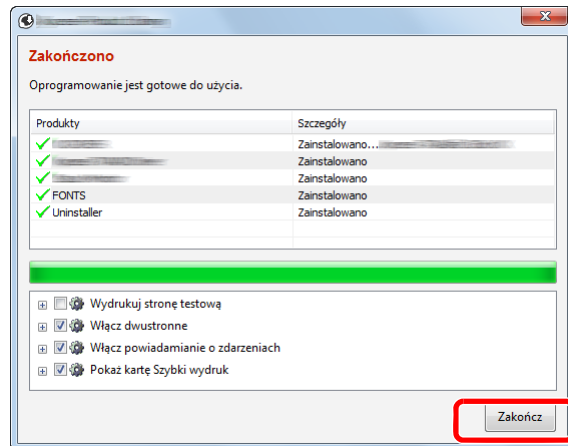 Zakończono
Oprogramowanie jest gotowe do użycia.
Produkty Szczegóły
Zainstalowano...
Zainstalowano
Zainstalowano
FONTS Zainstalowano
Uninstaller Zainstalowano
Wydrukuj stronę testową
Włącz dwustronne
Włącz powiadamianie o zdarzeniach
Pokaż kartę Szybki wydruk
Zakończ